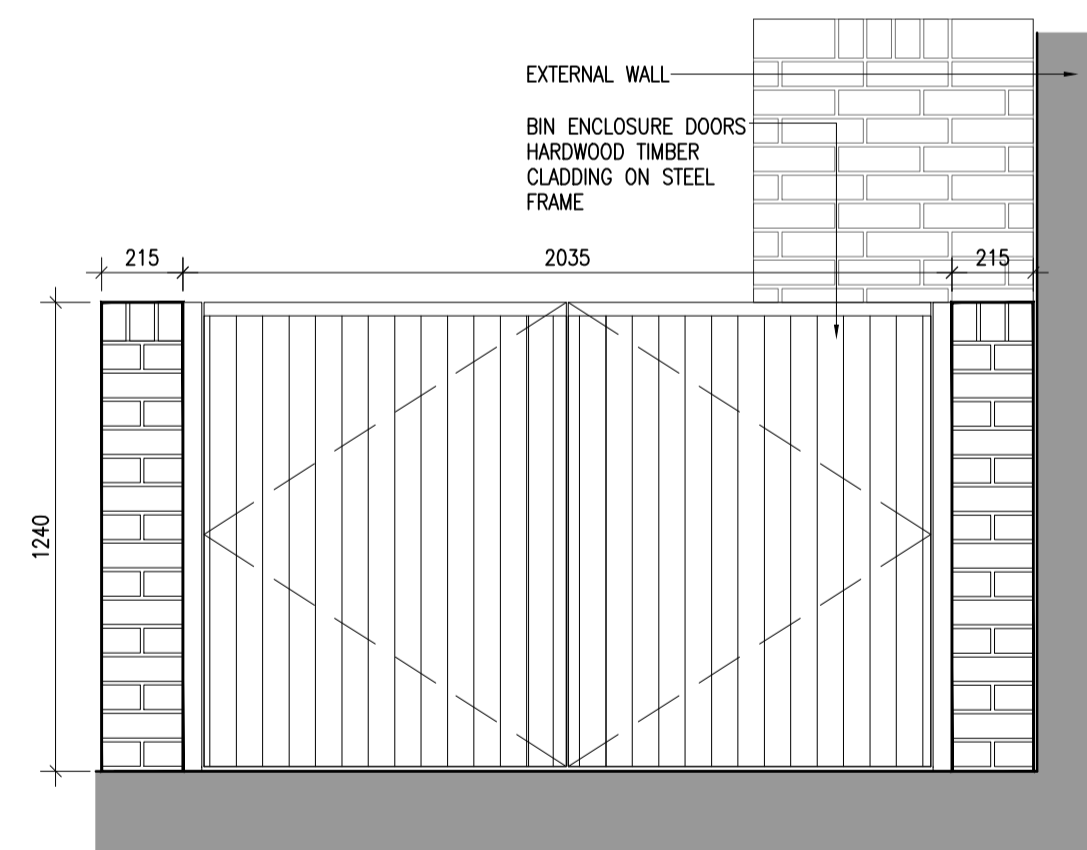 EXTERNAL WALL
BIN ENCLOSURE DOORS
HARDWOOD TIMBER
CLADDING ON STEEL
FRAME
215
2035
215
1240